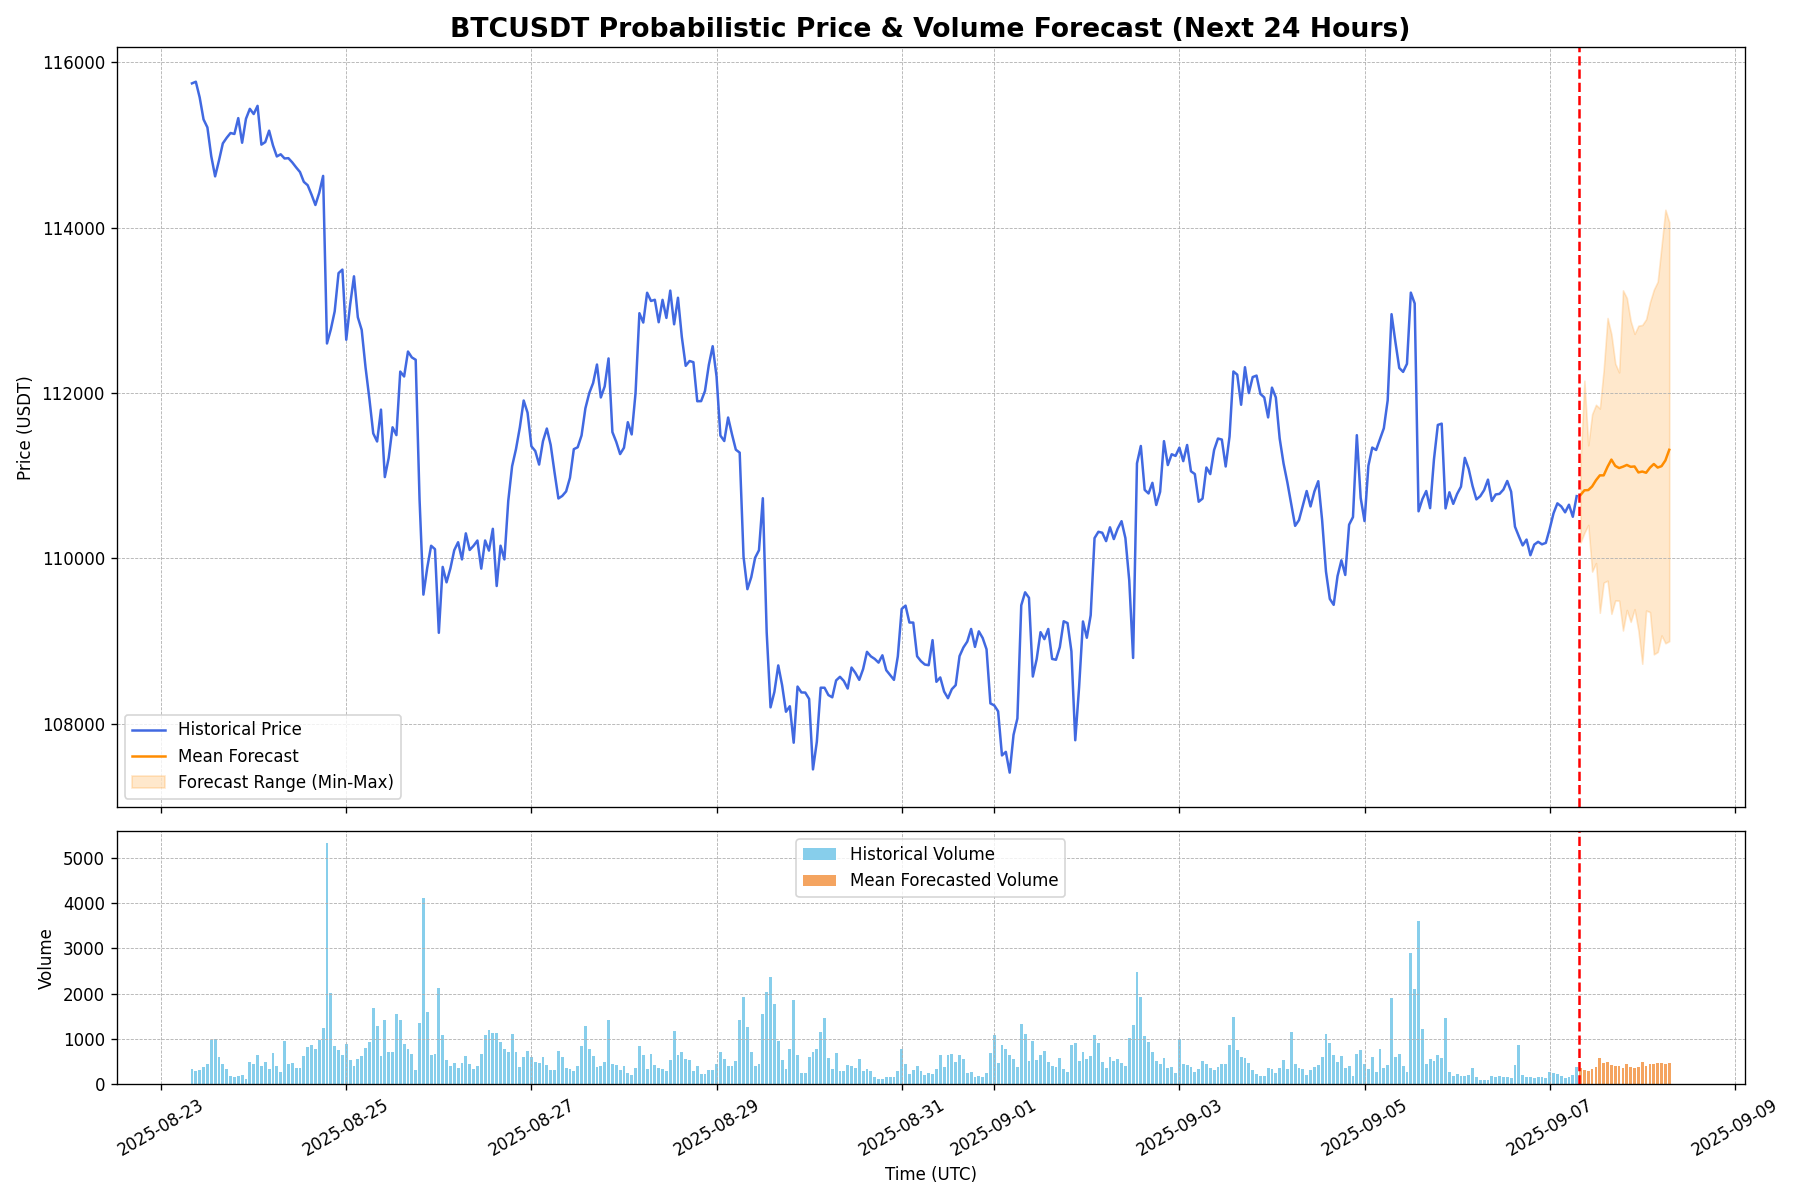 BTCUSDT Probabilistic Price & Volume Forecast (Next 24 Hours)
116000
114000
112000
110000
108000
Price (USDT)
Historical Price
Mean Forecast
Forecast Range (Min-Max)
5000
4000
3000
2000
1000
0
Volume
Historical Volume
Mean Forecasted Volume
2025-08-23
2025-08-25
2025-08-27
2025-08-29
2025-08-31
2025-09-01
2025-09-03
2025-09-05
2025-09-07
2025-09-09
Time (UTC)